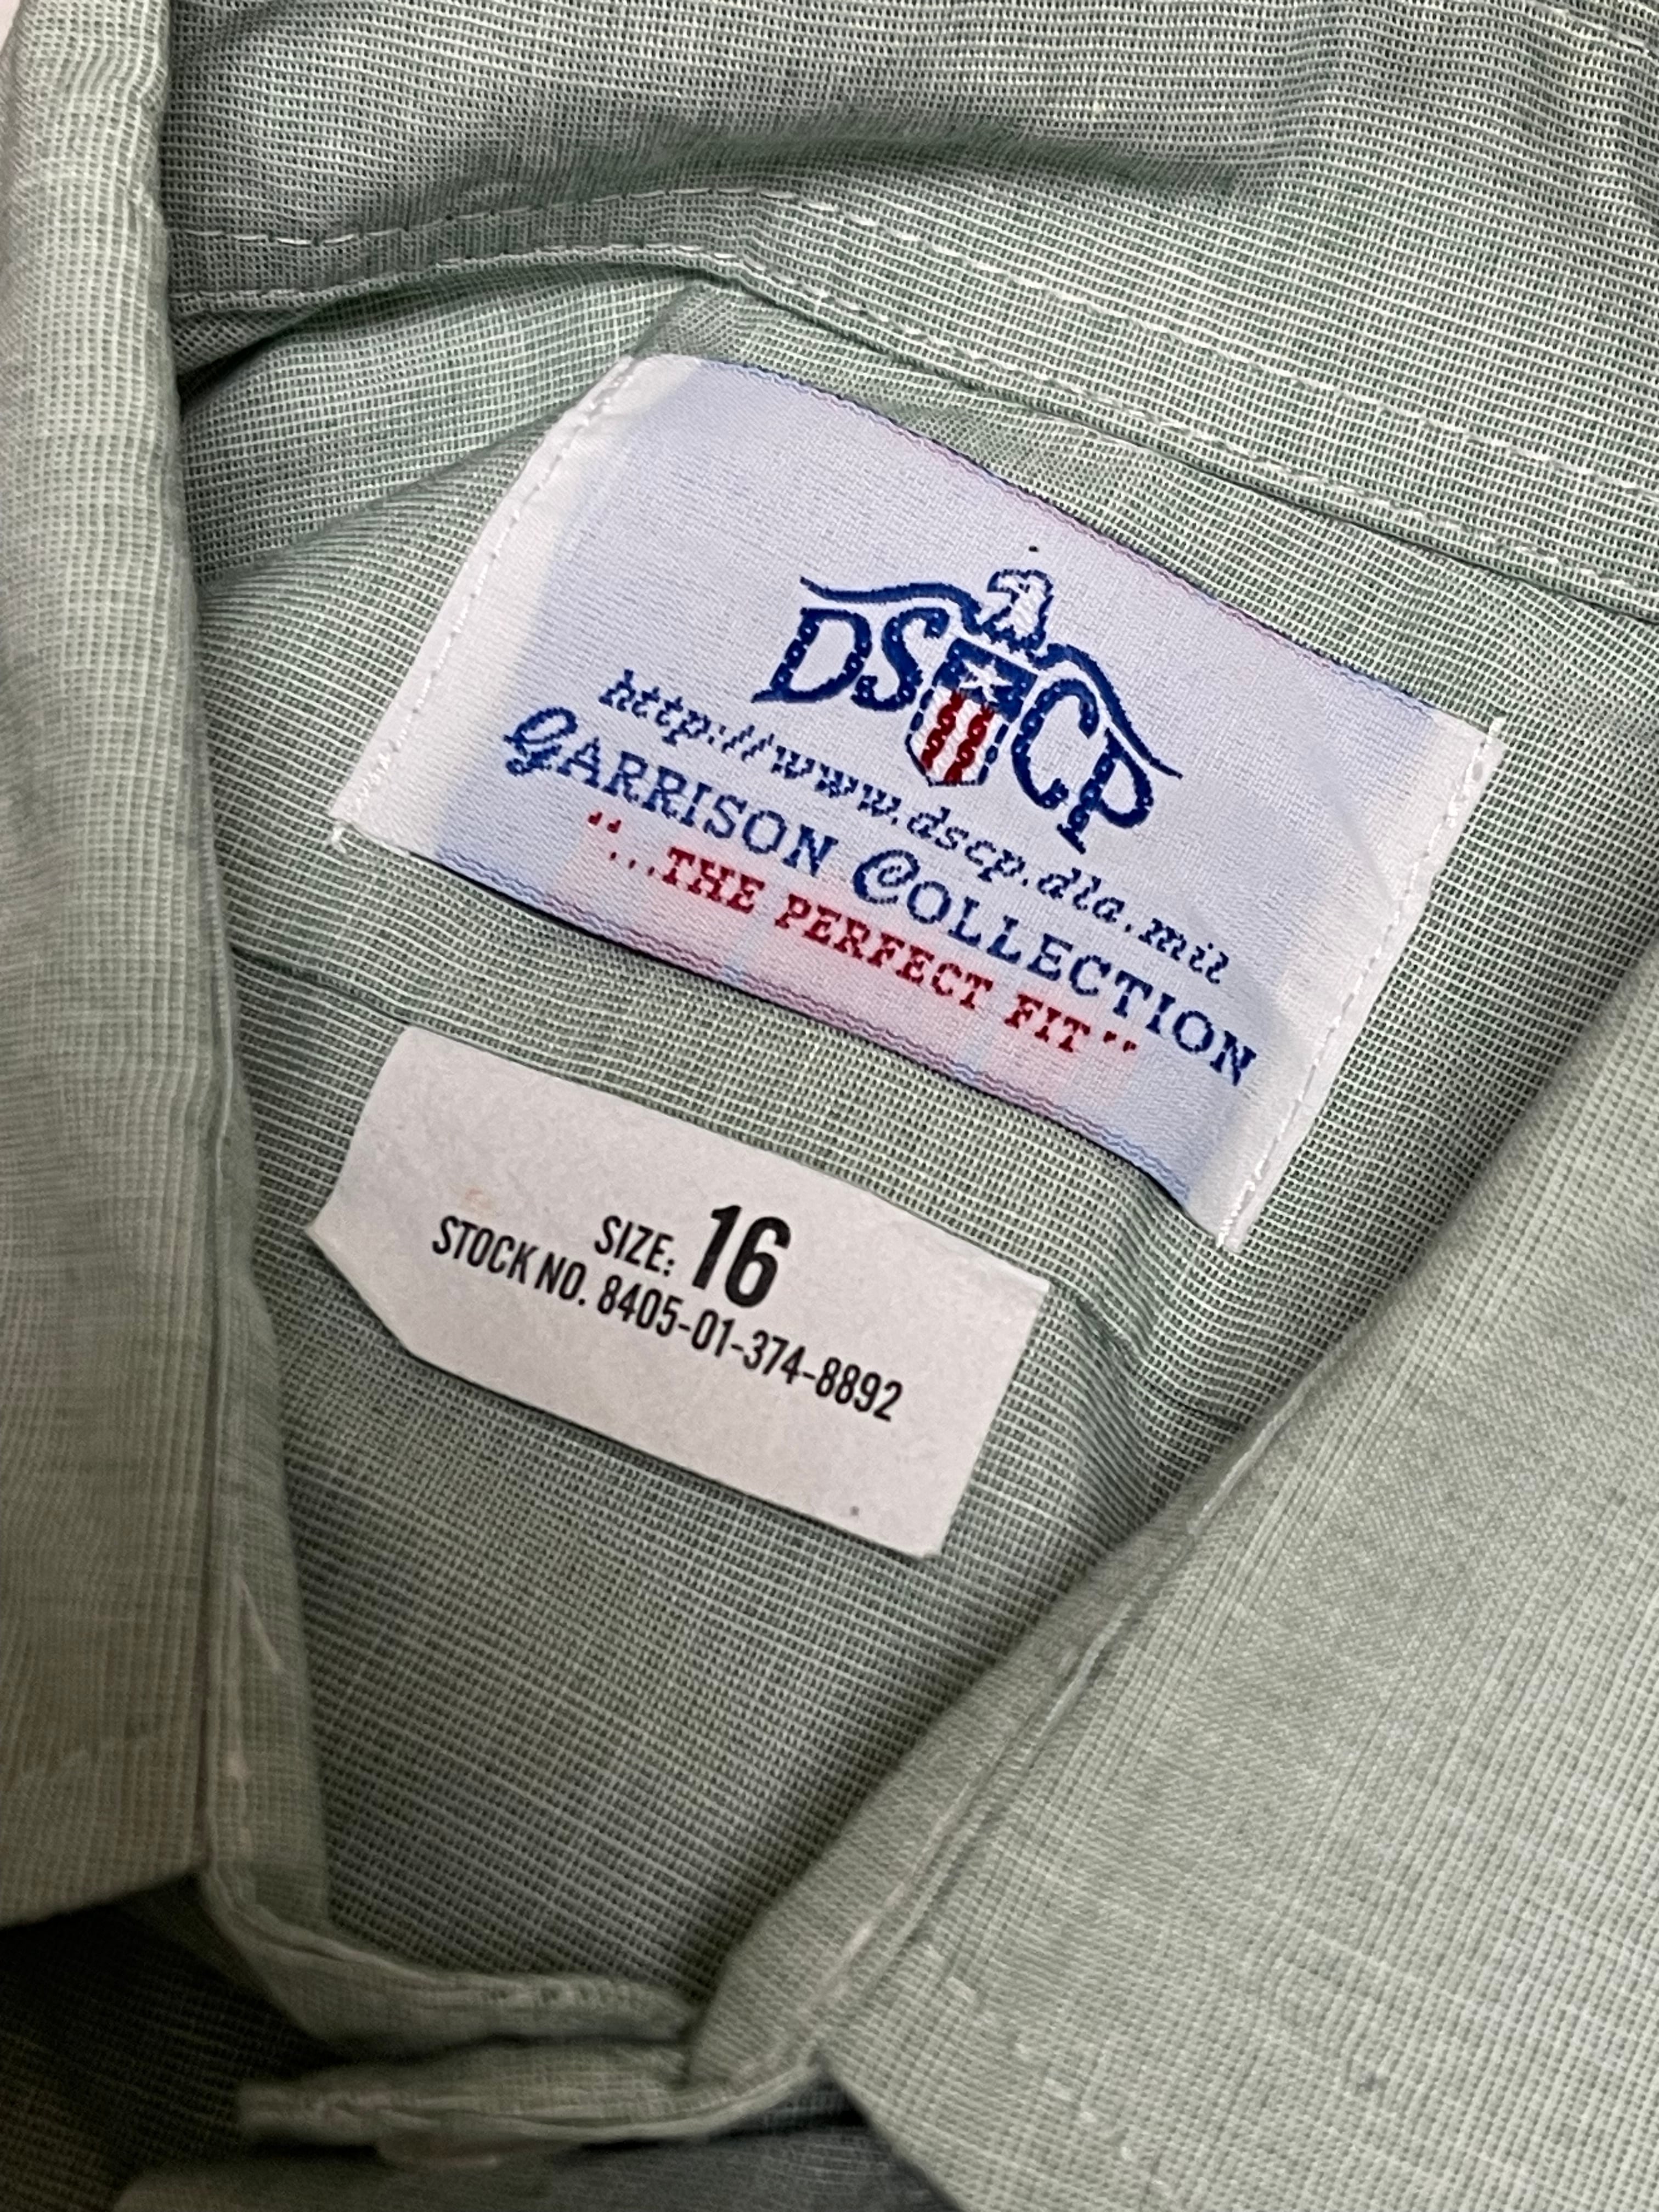 DSCP
http://www.dscp.dla.mil
GARRISON COLLECTION
"...THE PERFECT FIT"
SIZE: 16
STOCK NO. 8405-01-374-8892